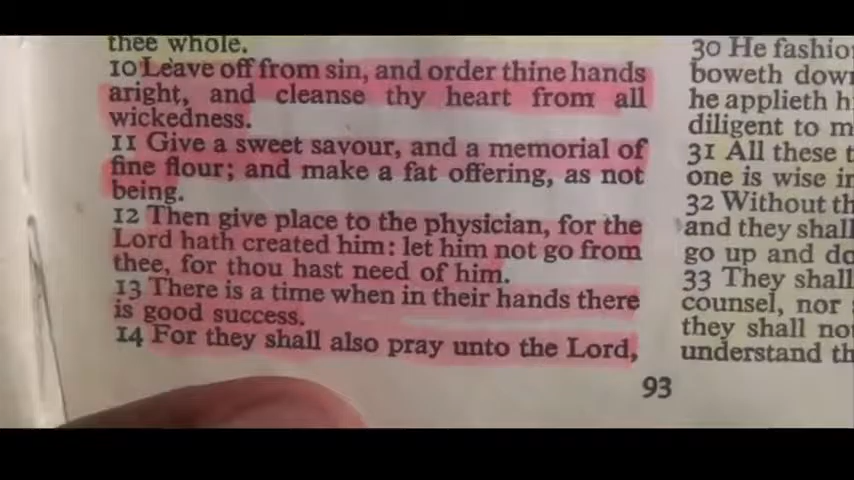 thee whole.
10 Leave off from sin, and order thine hands
aright, and cleanse thy heart from all
wickedness.
11 Give a sweet savour, and a memorial of
fine flour; and make a fat offering, as not
being.
12 Then give place to the physician, for the
Lord hath created him: let him not go from
thee, for thou hast need of him.
13 There is a time when in their hands there
is good success.
14 For they shall also pray unto the Lord,
30 He fashio
boweth dow
he applieth h
diligent to m
31 All these t
one is wise in
32 Without th
and they shall
go up and do
33 They shall
counsel, nor
they shall no
understand th
93